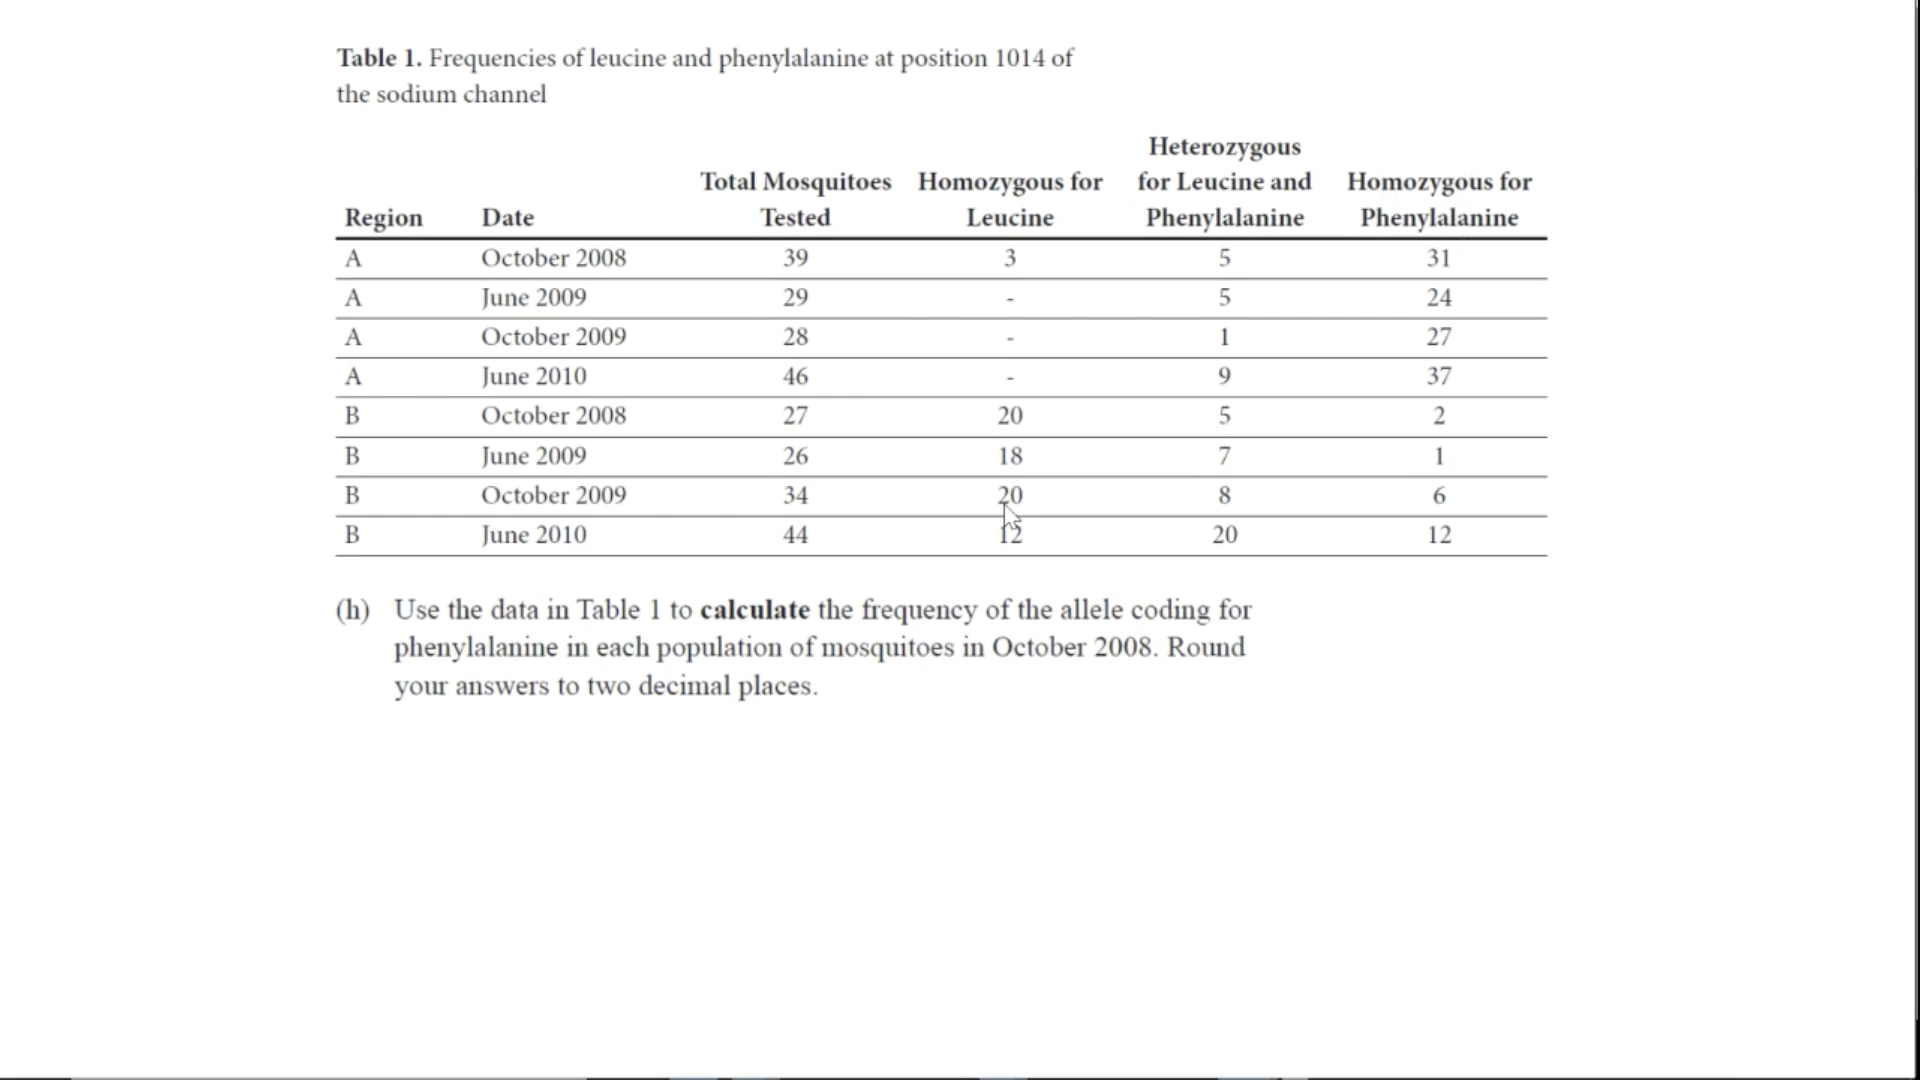 Table 1. Frequencies of leucine and phenylalanine at position 1014 of
the sodium channel
Heterozygous
Total Mosquitoes Homozygous for for Leucine and Homozygous for
Region Date Tested Leucine Phenylalanine Phenylalanine
A October 2008 39 3 5 31
A June 2009 29 - 5 24
A October 2009 28 - 1 27
A June 2010 46 - 9 37
B October 2008 27 20 5 2
B June 2009 26 18 7 1
B October 2009 34 20 8 6
B June 2010 44 12 20 12
(h) Use the data in Table 1 to calculate the frequency of the allele coding for
phenylalanine in each population of mosquitoes in October 2008. Round
your answers to two decimal places.